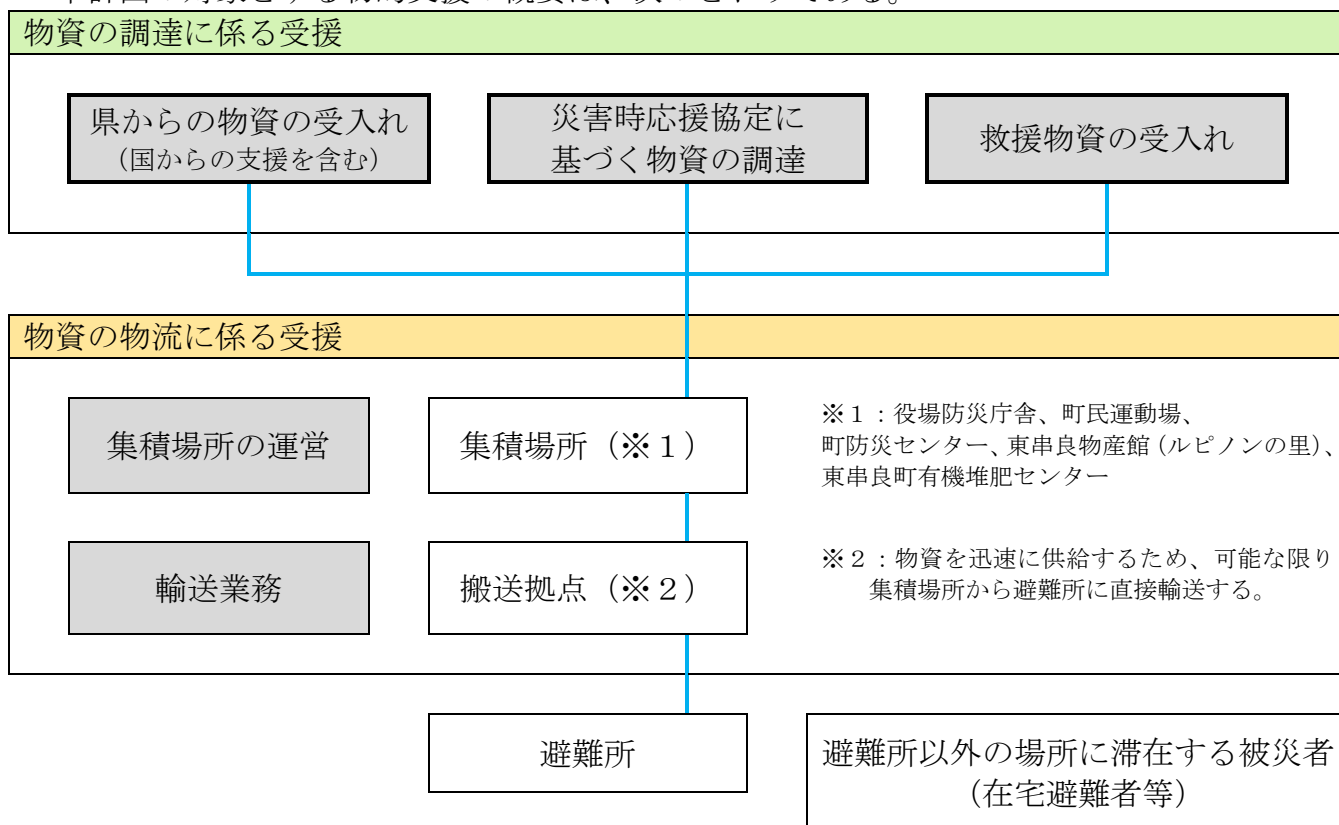 物資の調達に係る受援
県からの物資の受入れ
（国からの支援を含む）
災害時応援協定に
基づく物資の調達
救援物資の受入れ
物資の物流に係る受援
集積場所の運営
集積場所（※１）
※１：役場防災庁舎、町民運動場、
町防災センター、東串良物産館（ルピノンの里）、
東串良町有機堆肥センター
輸送業務
搬送拠点（※２）
※２：物資を迅速に供給するため、可能な限り
集積場所から避難所に直接輸送する。
避難所
避難所以外の場所に滞在する被災者
（在宅避難者等）